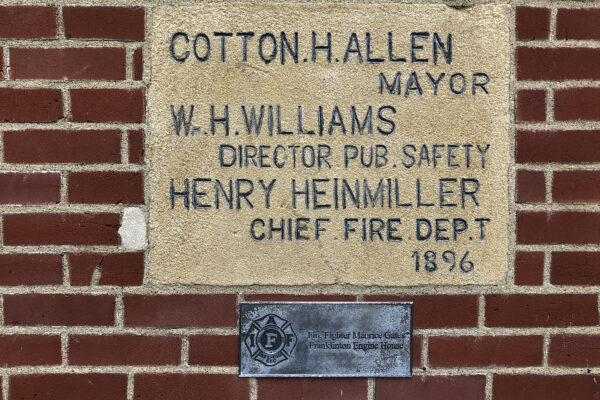 COTTON.H.ALLEN
MAYOR
W.H.WILLIAMS
DIRECTOR PUB.SAFETY
HENRY HEINMILLER
CHIEF.FIRE.DEP.T
1896
F
Fire Fighter Maurice Gates
Franklinton Engine House